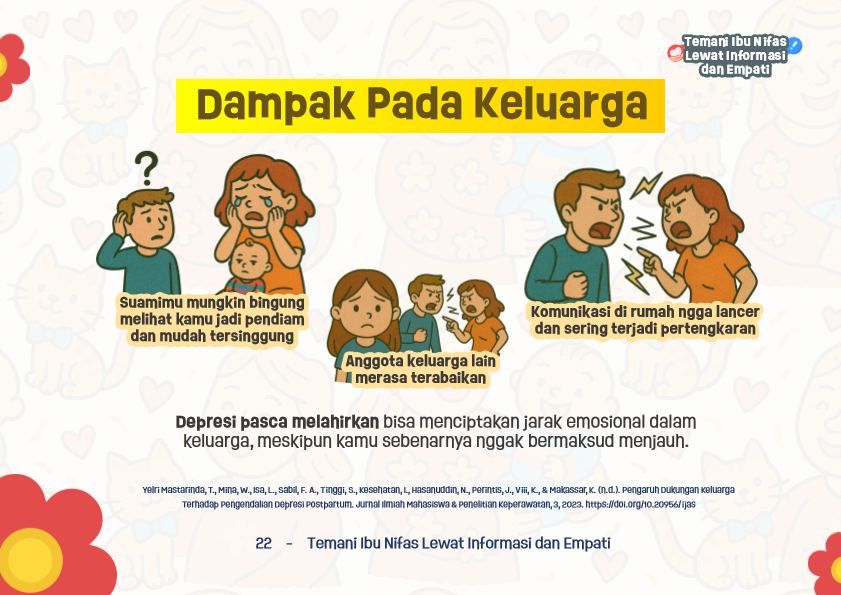 Temani Ibu Nifas
Lewat Informasi
dan Empati
Dampak Pada Keluarga
?
Suamimu mungkin bingung
melihat kamu jadi pendiam
dan mudah tersinggung
Anggota keluarga lain
merasa terabaikan
Komunikasi di rumah ngga lancer
dan sering terjadi pertengkaran
Depresi pasca melahirkan bisa menciptakan jarak emosional dalam
keluarga, meskipun kamu sebenarnya nggak bermaksud menjauh.
Yelri Mastarinda, T., Mina, W., Isa, L., Sabil, F. A., Tinggi, S., Kesehatan, I., Hasanuddin, N., Perintis, J., Viii, K., & Makassar, K. (n.d.). Pengaruh Dukungan Keluarga
Terhadap Pengendalian Depresi Postpartum. Jurnal Ilmiah Mahasiswa & Penelitian Keperawatan, 3, 2023. https://doi.org/10.20956/ijas
22 - Temani Ibu Nifas Lewat Informasi dan Empati